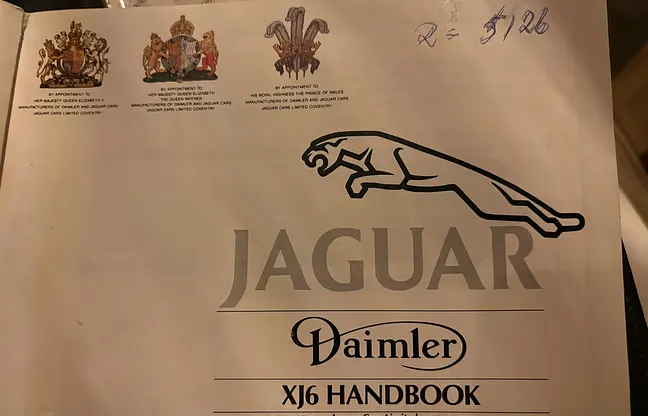 R = 5/126
BY APPOINTMENT TO
HER MAJESTY QUEEN ELIZABETH II
MANUFACTURERS OF DAIMLER AND JAGUAR CARS
JAGUAR CARS LIMITED COVENTRY
BY APPOINTMENT TO
HER MAJESTY QUEEN ELIZABETH
THE QUEEN MOTHER
MANUFACTURERS OF DAIMLER AND JAGUAR CARS
JAGUAR CARS LIMITED COVENTRY
BY APPOINTMENT TO
HIS ROYAL HIGHNESS THE PRINCE OF WALES
MANUFACTURERS OF DAIMLER AND JAGUAR CARS
JAGUAR CARS LIMITED COVENTRY
JAGUAR
Daimler
XJ6 HANDBOOK